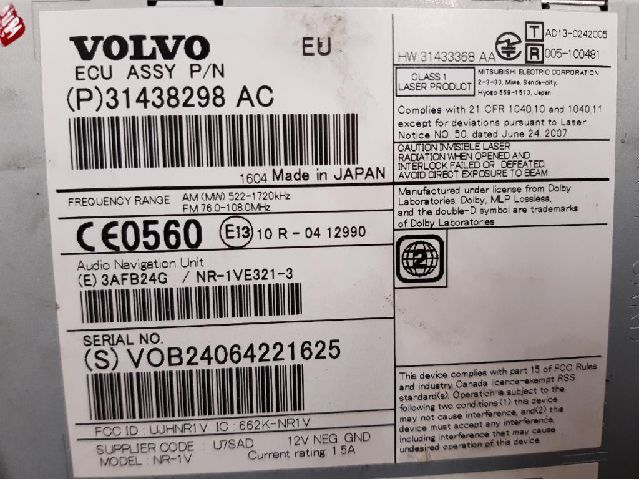 VOLVO EU
ECU ASSY P/N
(P)31438298 AC
1604 Made in JAPAN
FREQUENCY RANGE AM (MW) 522-1720kHz
FM 76.0-108.0MHz
CE0560 E13 10 R - 04 12990
Audio Navigation Unit
(E) 3AFB24G / NR-1VE321-3
SERIAL NO.
(S) VOB24064221625
FCC ID : UJHNR1V IC : 662K-NR1V
SUPPLIER CODE : U7SAD 12V NEG GND
MODEL : NR-1V Current rating 15A
HW 31433368 AA
T AD13-0242005
R 005-100481
CLASS 1
LASER PRODUCT
MITSUBISHI ELECTRIC CORPORATION
Japan
Complies with 21 CFR 1040.10 and 1040.11
except for deviations pursuant to Laser
Notice NO. 50, dated June 24, 2007
CAUTION INVISIBLE LASER
RADIATION WHEN OPENED AND
INTERLOCK FAILED OR DEFEATED
AVOID DIRECT EXPOSURE TO BEAM
Manufactured under license from Dolby
Laboratories. Dolby, MLP Lossless,
and the double-D symbol are trademarks
of Dolby Laboratories
2
This device complies with part 15 of FCC Rules
and Industry Canada licence-exempt RSS
standard(s). Operation is subject to the
following two conditions: (1) this device
may not cause interference, and(2) this
device must accept any interference,
including interference that may cause
undesired operation of this device.